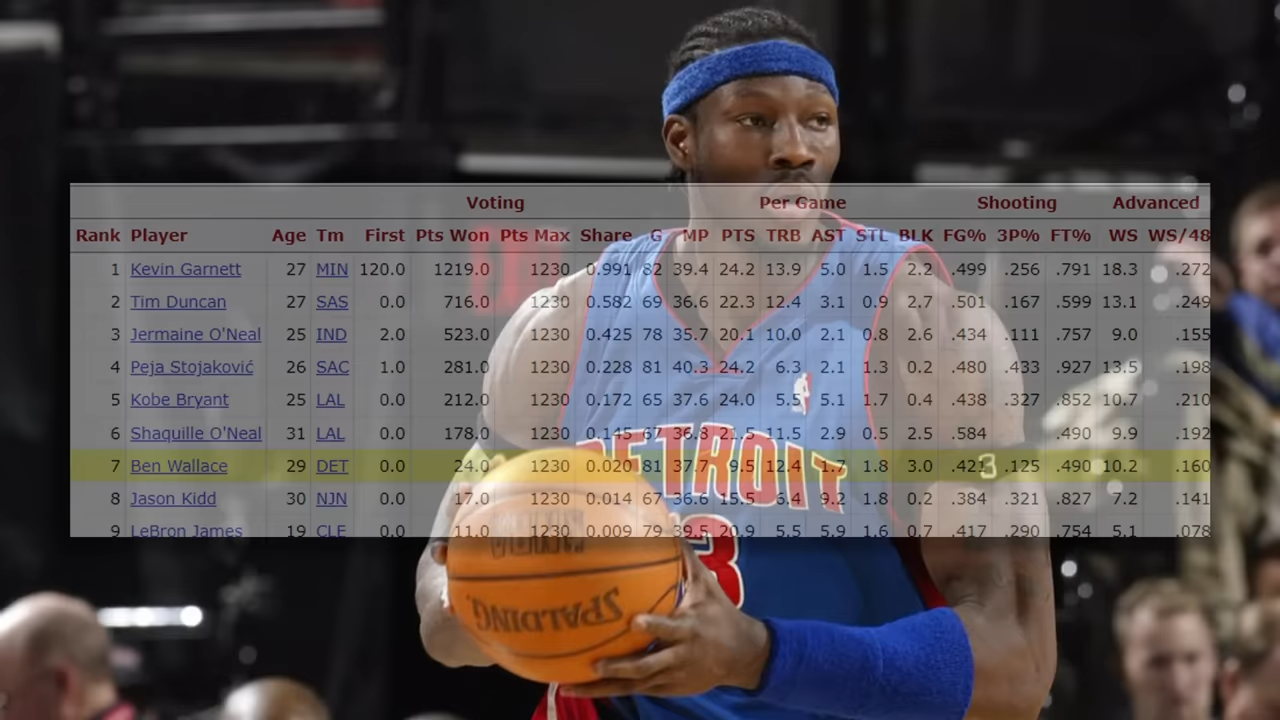 Voting Per Game Shooting Advanced
Rank Player Age Tm First Pts Won Pts Max Share G MP PTS TRB AST STL BLK FG% 3P% FT% WS WS/48
1 Kevin Garnett 27 MIN 120.0 1219.0 1230 0.991 82 39.4 24.2 13.9 5.0 1.5 2.2 .499 .256 .791 18.3 .272
2 Tim Duncan 27 SAS 0.0 716.0 1230 0.582 69 36.6 22.3 12.4 3.1 0.9 2.7 .501 .167 .599 13.1 .249
3 Jermaine O'Neal 25 IND 2.0 523.0 1230 0.425 78 35.7 20.1 10.0 2.1 0.8 2.6 .434 .111 .757 9.0 .155
4 Peja Stojaković 26 SAC 1.0 281.0 1230 0.228 81 40.3 24.2 6.3 2.1 1.3 0.2 .480 .433 .927 13.5 .198
5 Kobe Bryant 25 LAL 0.0 212.0 1230 0.172 65 37.6 24.0 5.5 5.1 1.7 0.4 .438 .327 .852 10.7 .210
6 Shaquille O'Neal 31 LAL 0.0 178.0 1230 0.145 67 36.8 21.5 11.5 2.9 0.5 2.5 .584 .490 9.9 .192
7 Ben Wallace 29 DET 0.0 24.0 1230 0.020 81 37.7 9.5 12.4 1.7 1.8 3.0 .421 .125 .490 10.2 .160
8 Jason Kidd 30 NJN 0.0 17.0 1230 0.014 67 36.6 15.5 6.4 9.2 1.8 0.2 .384 .321 .827 7.2 .141
9 LeBron James 19 CLE 0.0 11.0 1230 0.009 79 39.5 20.9 5.5 5.9 1.6 0.7 .417 .290 .754 5.1 .078
DETROIT
3
3
SPALDING